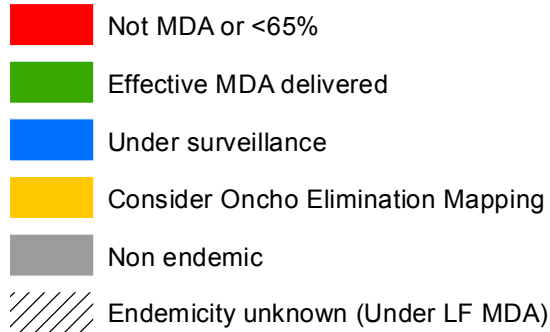 Not MDA or <65%
Effective MDA delivered
Under surveillance
Consider Oncho Elimination Mapping
Non endemic
Endemicity unknown (Under LF MDA)